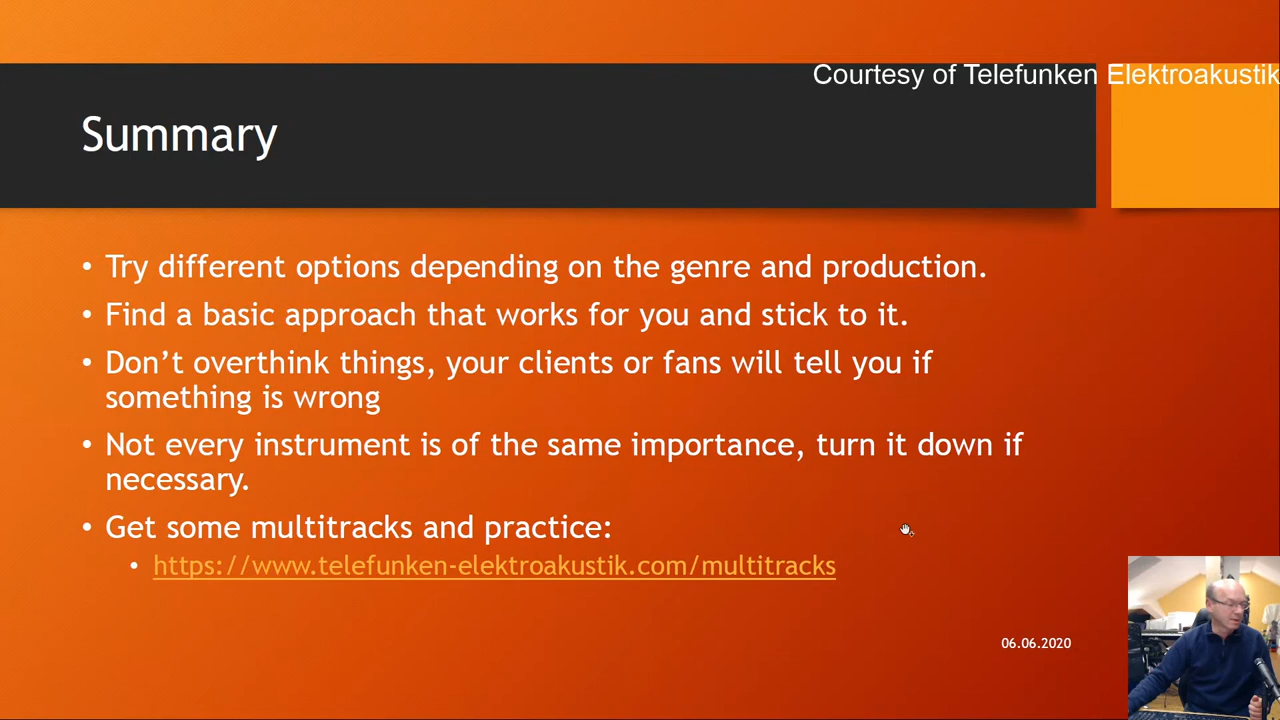 Courtesy of Telefunken Elektroakustik
Summary
• Try different options depending on the genre and production.
• Find a basic approach that works for you and stick to it.
• Don’t overthink things, your clients or fans will tell you if
something is wrong
• Not every instrument is of the same importance, turn it down if
necessary.
• Get some multitracks and practice:
• https://www.telefunken-elektroakustik.com/multitracks
06.06.2020